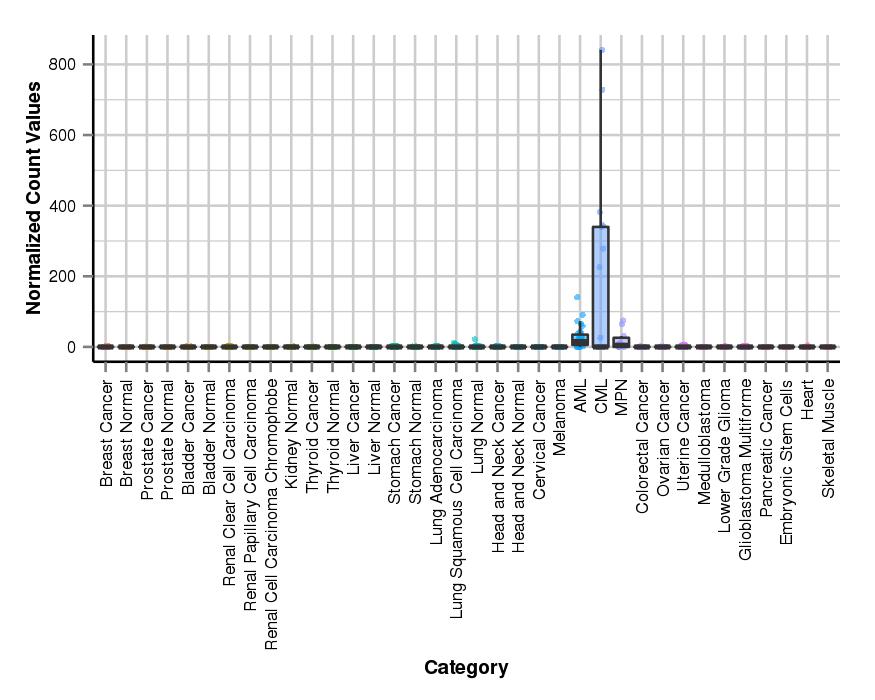 Normalized Count Values
800
600
400
200
0
Breast Cancer
Breast Normal
Prostate Cancer
Prostate Normal
Bladder Cancer
Bladder Normal
Renal Clear Cell Carcinoma
Renal Papillary Cell Carcinoma
Renal Cell Carcinoma Chromophobe
Kidney Normal
Thyroid Cancer
Thyroid Normal
Liver Cancer
Liver Normal
Stomach Cancer
Stomach Normal
Lung Adenocarcinoma
Lung Squamous Cell Carcinoma
Lung Normal
Head and Neck Cancer
Head and Neck Normal
Cervical Cancer
Melanoma
AML
CML
MPN
Colorectal Cancer
Ovarian Cancer
Uterine Cancer
Medulloblastoma
Lower Grade Glioma
Glioblastoma Multiforme
Pancreatic Cancer
Embryonic Stem Cells
Heart
Skeletal Muscle
Category